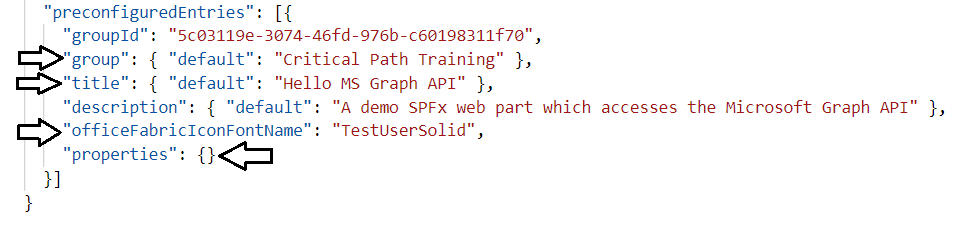 "preconfiguredEntries": [{
"groupId": "5c03119e-3074-46fd-976b-c60198311f70",
"group": { "default": "Critical Path Training" },
"title": { "default": "Hello MS Graph API" },
"description": { "default": "A demo SPFx web part which accesses the Microsoft Graph API" },
"officeFabricIconFontName": "TestUserSolid",
"properties": {}
}]
}